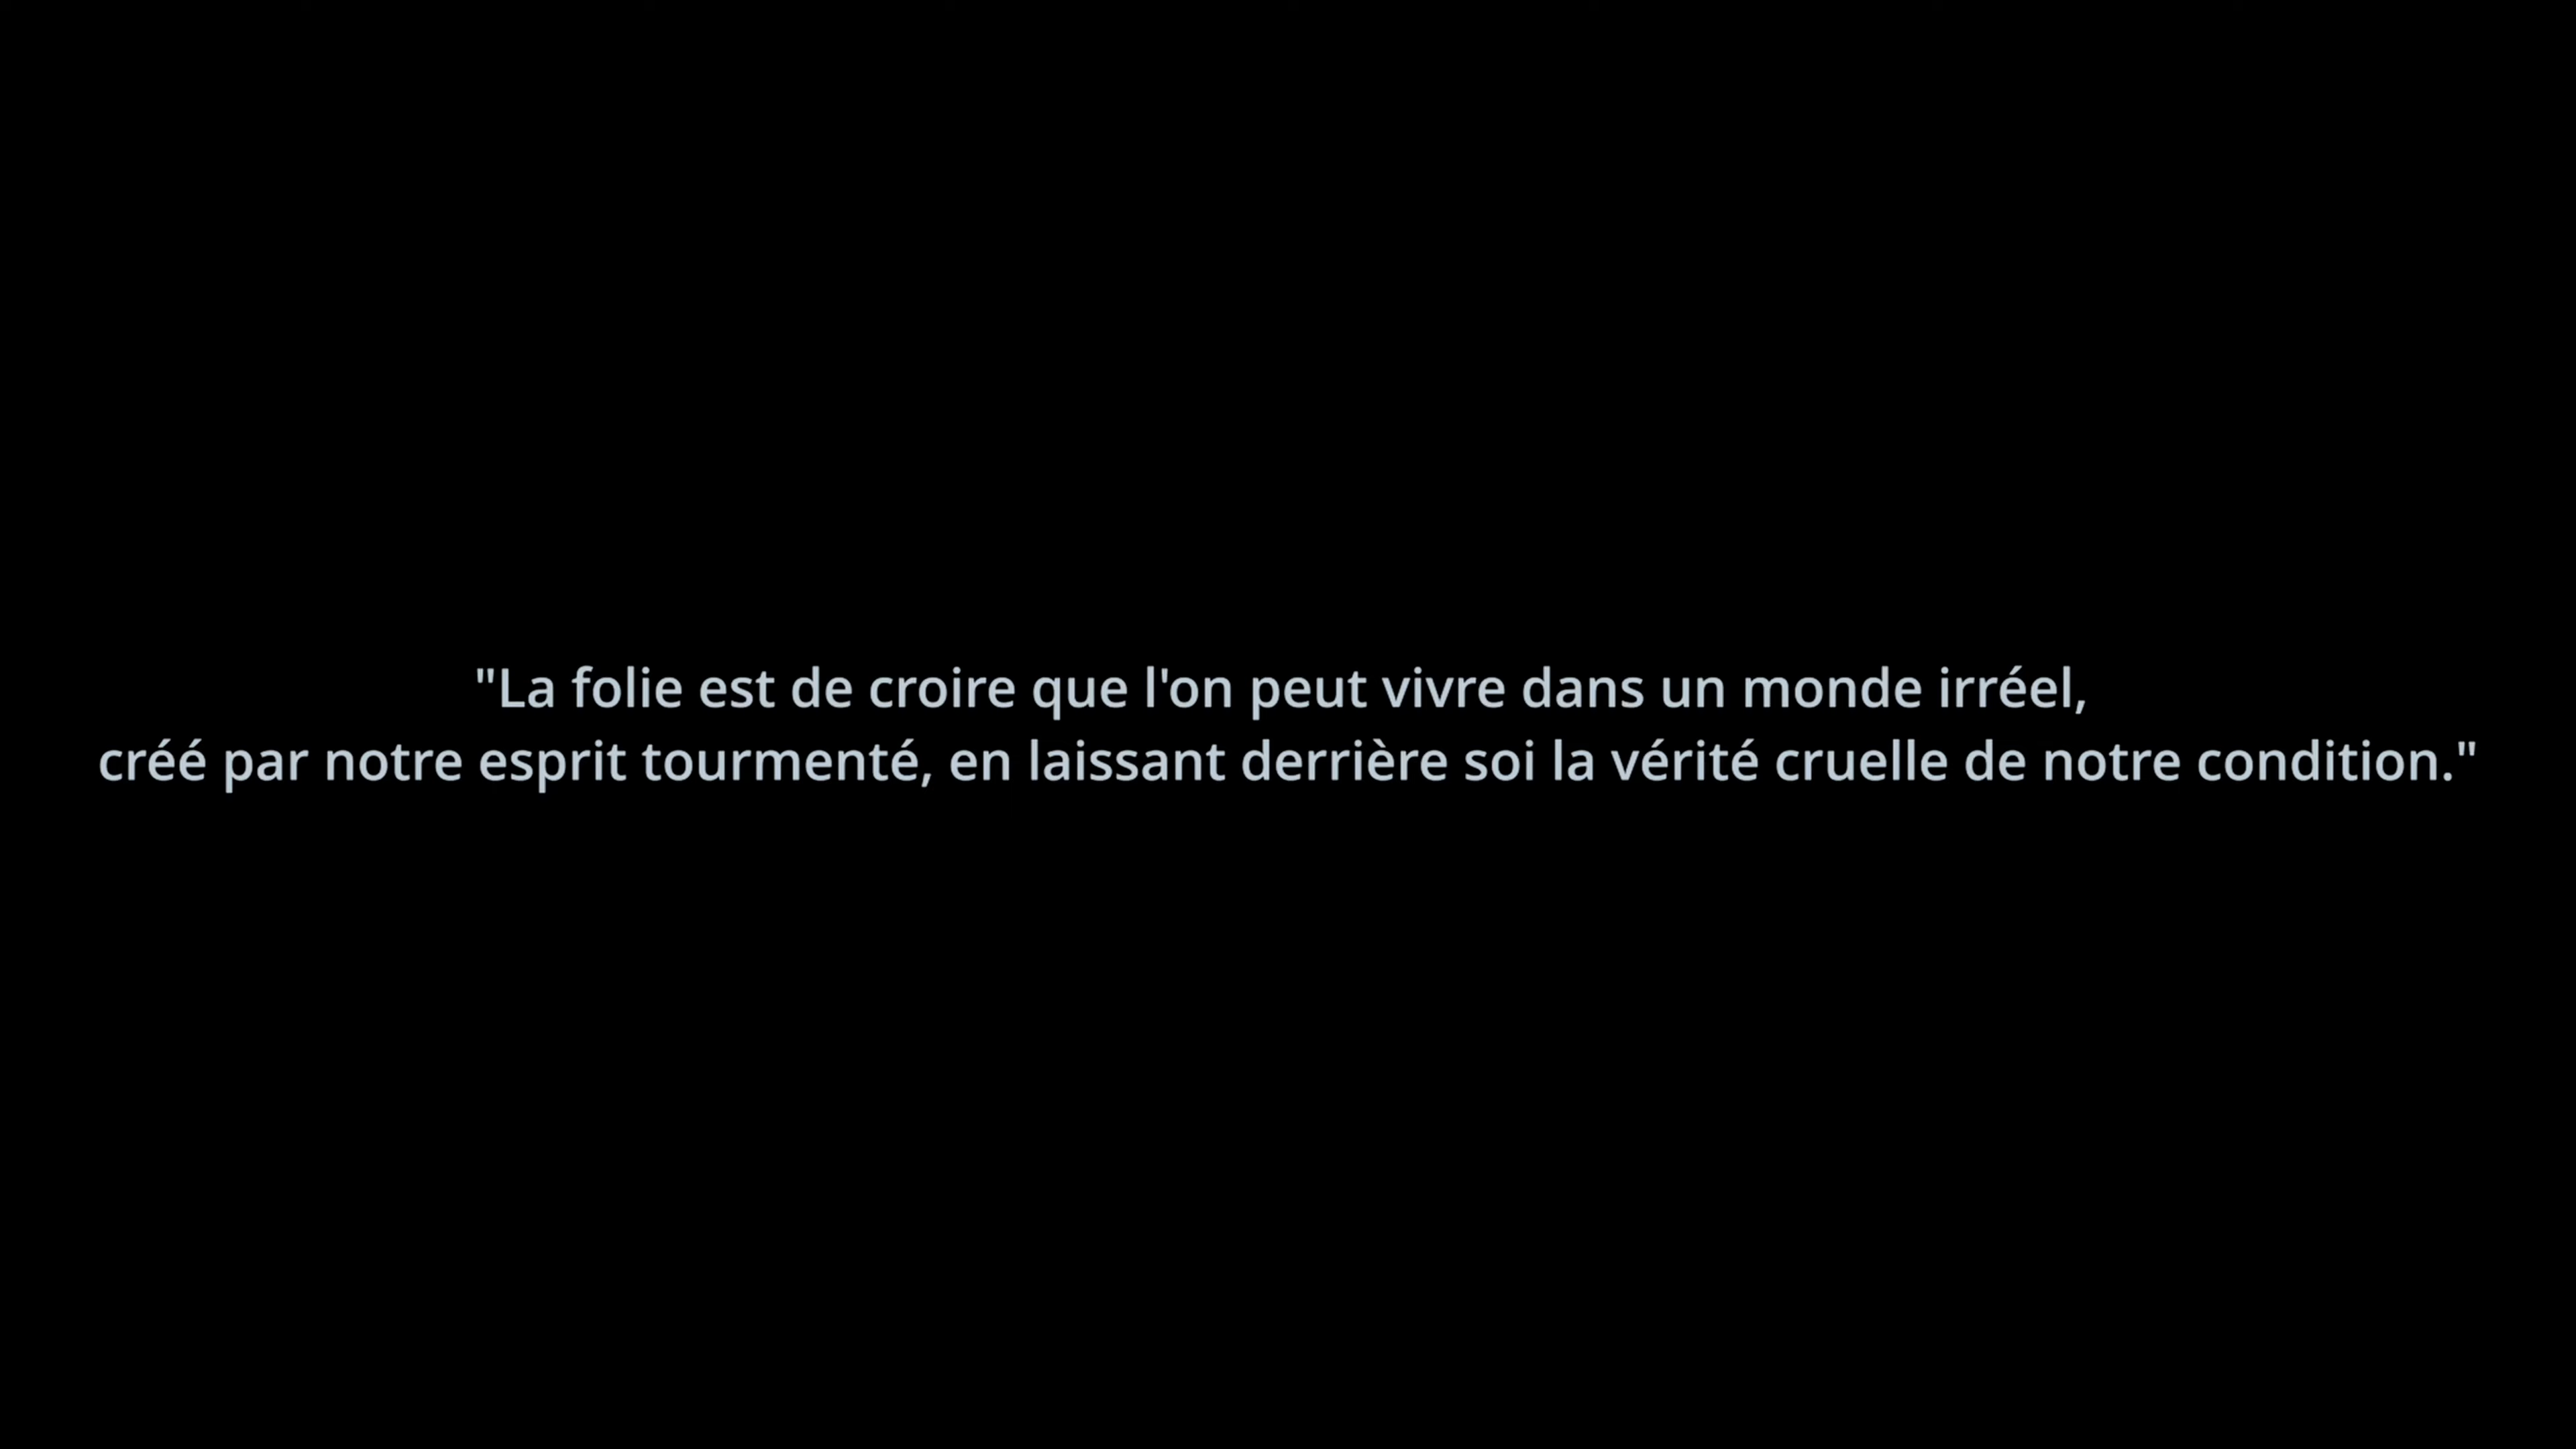 "La folie est de croire que l'on peut vivre dans un monde irréel,
créé par notre esprit tourmenté, en laissant derrière soi la vérité cruelle de notre condition."